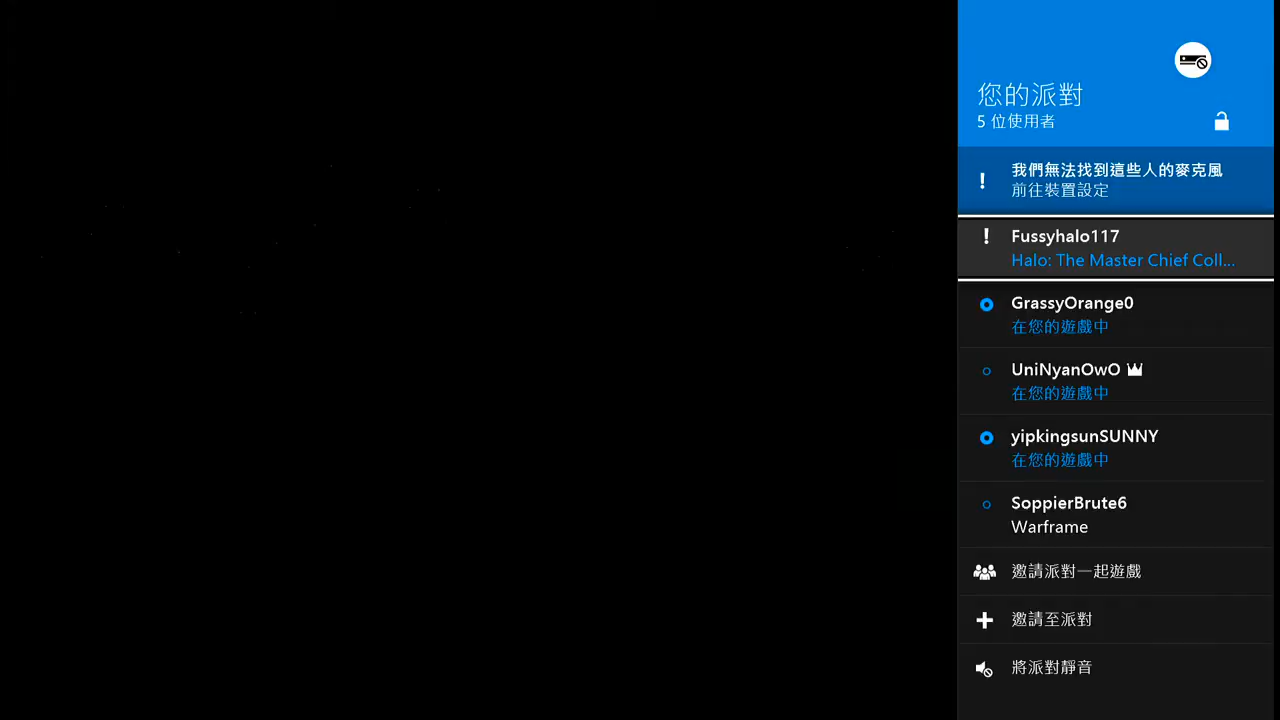 您的派對
5 位使用者
我們無法找到這些人的麥克風
前往裝置設定
Fussyhalo117
Halo: The Master Chief Coll...
GrassyOrange0
在您的遊戲中
UniNyanOwO
在您的遊戲中
yipkingsunSUNNY
在您的遊戲中
SoppierBrute6
Warframe
邀請派對一起遊戲
邀請至派對
將派對靜音